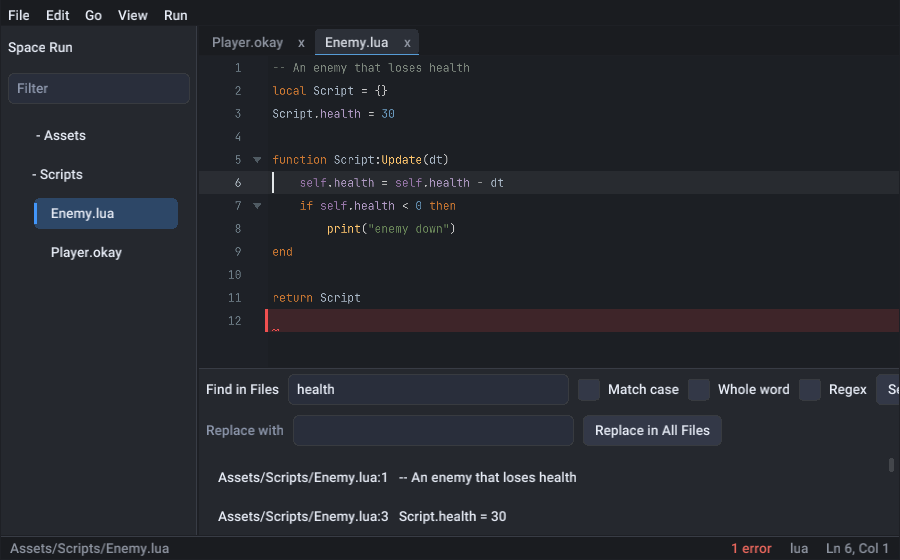 File Edit Go View Run
Space Run
Filter
- Assets
- Scripts
Enemy.lua
Player.okay
Player.okay x Enemy.lua x
1 -- An enemy that loses health
2 local Script = {}
3 Script.health = 30
4
5 function Script:Update(dt)
6 self.health = self.health - dt
7 if self.health < 0 then
8 print("enemy down")
9 end
10
11 return Script
12
Find in Files health Match case Whole word Regex Se
Replace with Replace in All Files
Assets/Scripts/Enemy.lua:1 -- An enemy that loses health
Assets/Scripts/Enemy.lua:3 Script.health = 30
Assets/Scripts/Enemy.lua 1 error lua Ln 6, Col 1